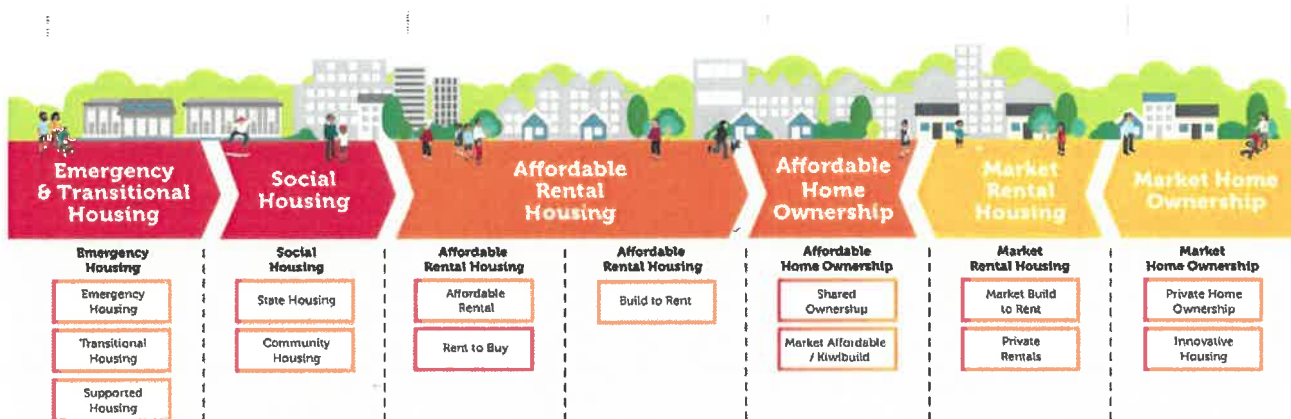 Emergency
& Transitional
Housing
Social
Housing
Affordable
Rental
Housing
Affordable
Home
Ownership
Market
Rental
Housing
Market Home
Ownership
Emergency
Housing
Emergency
Housing
Transitional
Housing
Supported
Housing
Social
Housing
State Housing
Community
Housing
Affordable
Rental Housing
Affordable
Rental
Rent to Buy
Affordable
Rental Housing
Build to Rent
Affordable
Home Ownership
Shared
Ownership
Market Affordable
/ Kiwibuild
Market
Rental Housing
Market Build
to Rent
Private
Rentals
Market
Home Ownership
Private Home
Ownership
Innovative
Housing